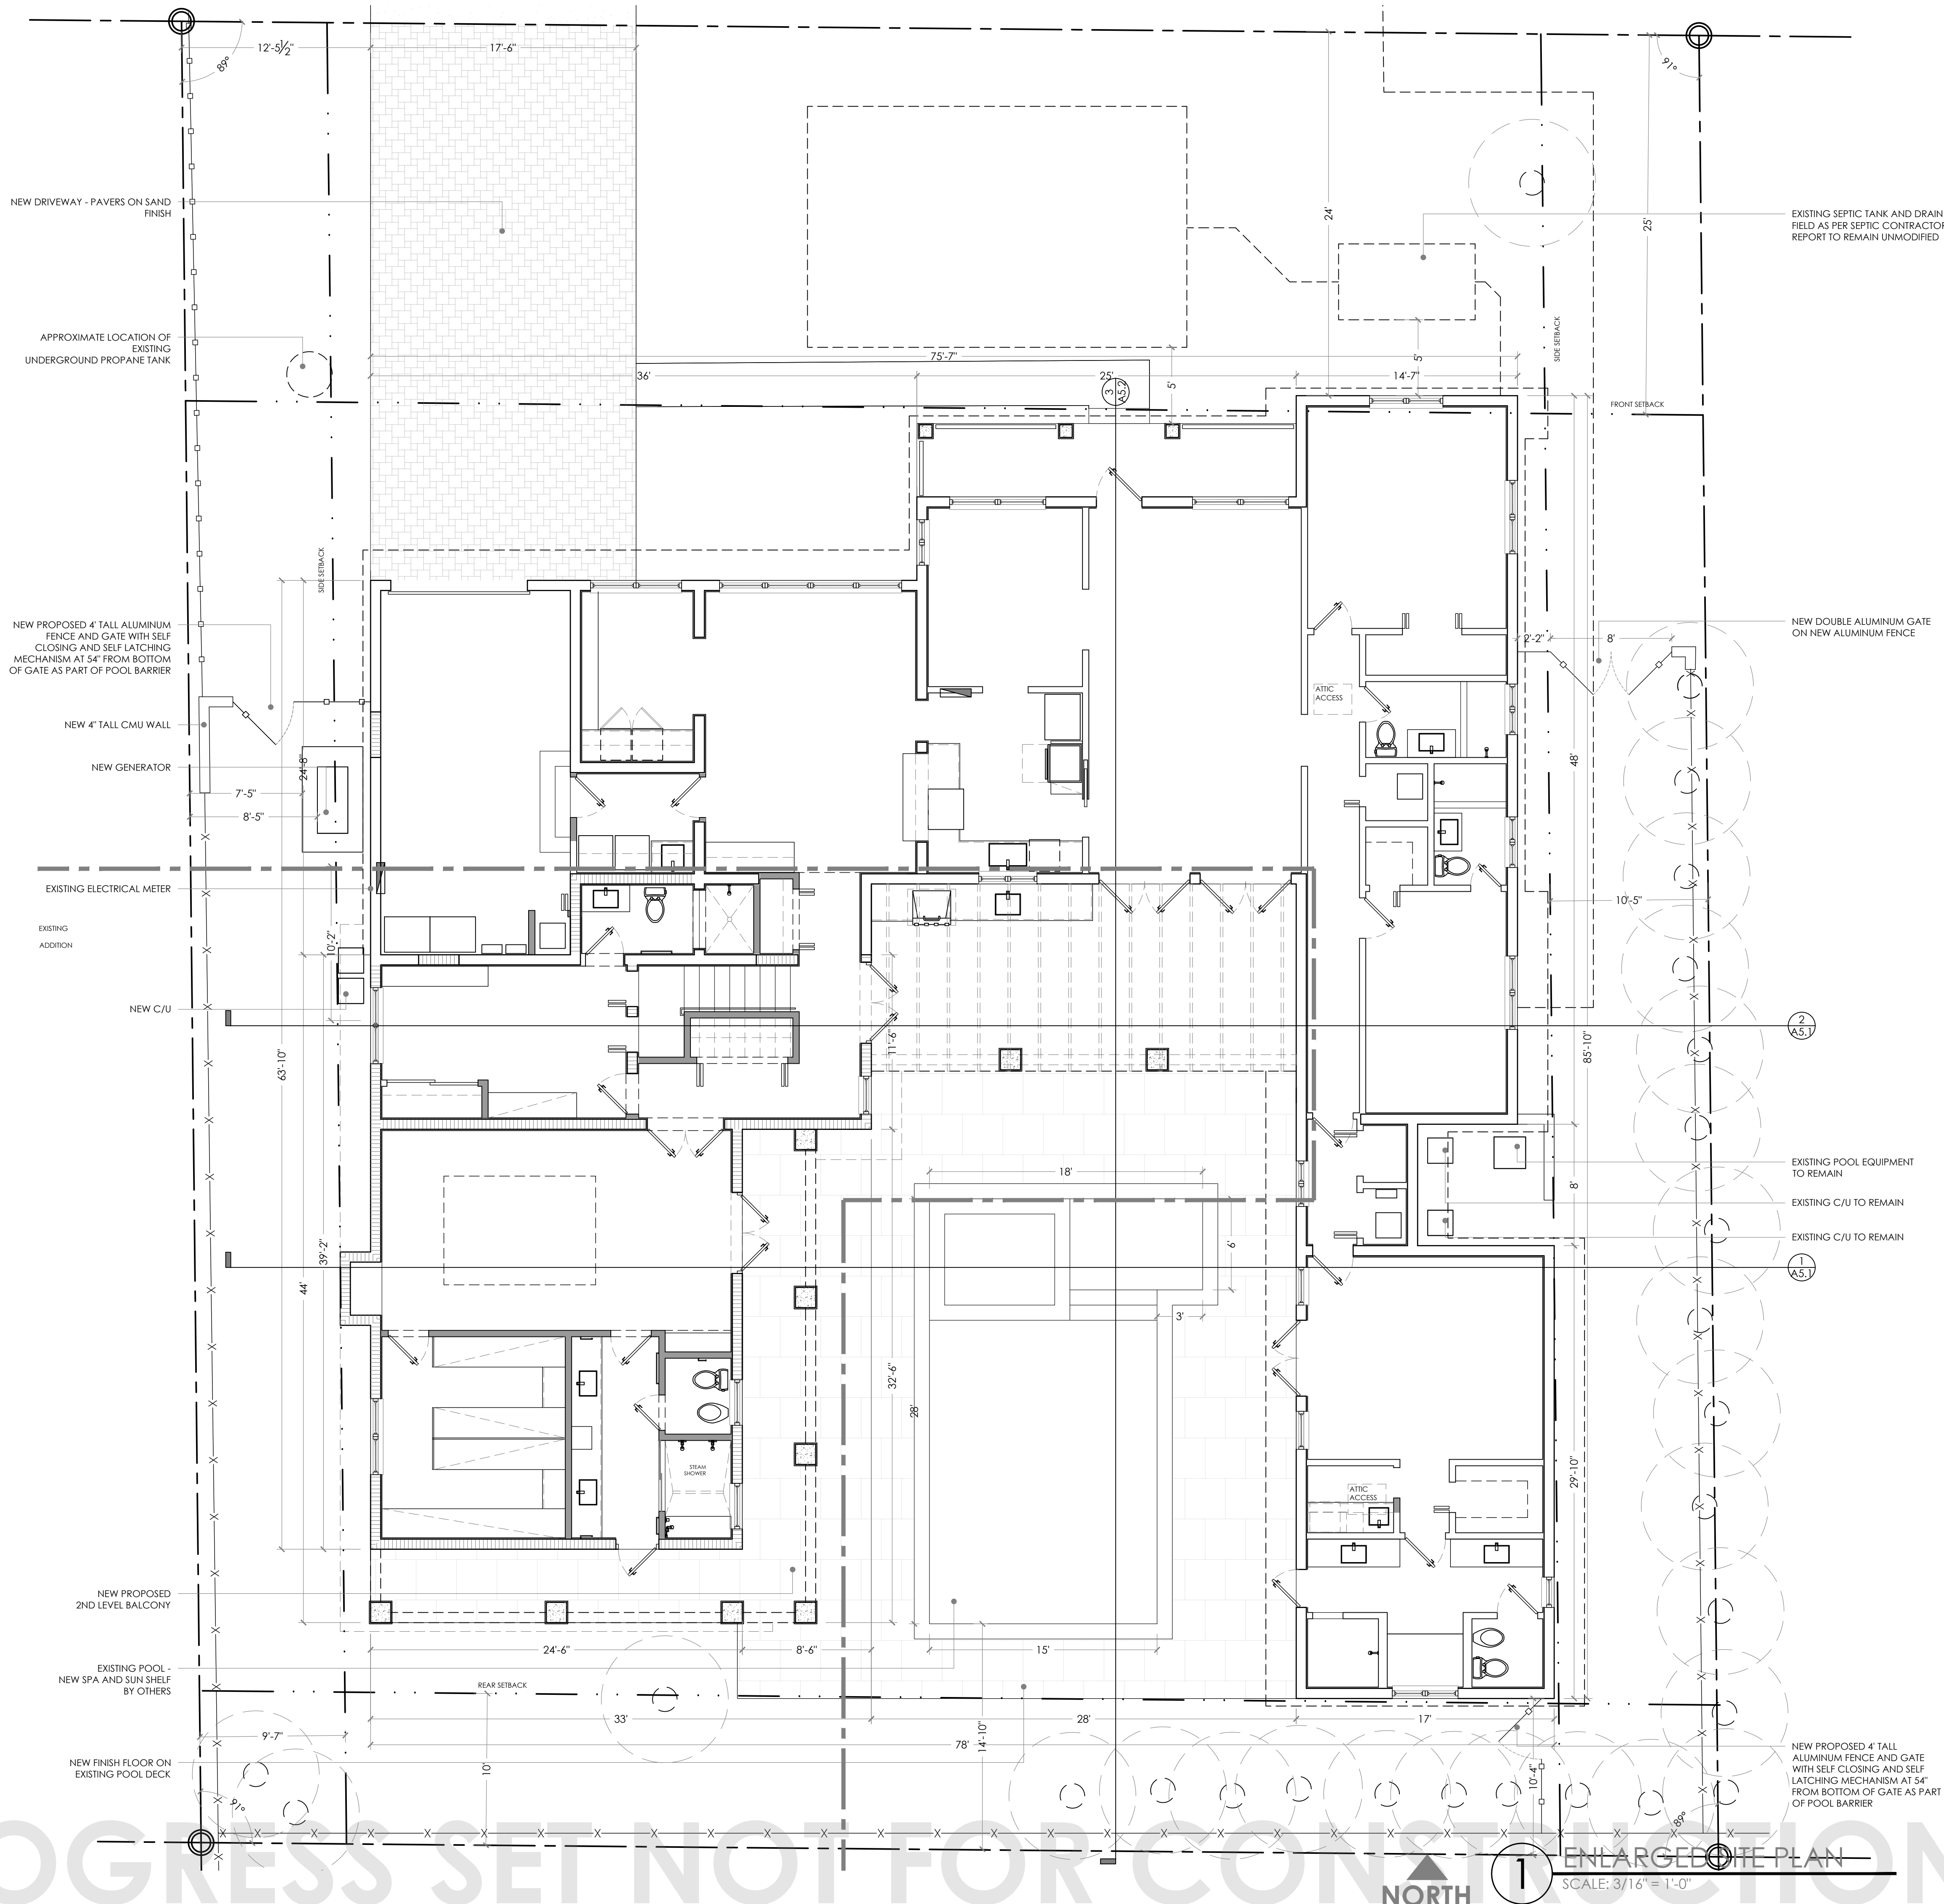 12'-5½"
17'-6"
89°
91°
NEW DRIVEWAY - PAVERS ON SAND
FINISH
24'
25'
EXISTING SEPTIC TANK AND DRAIN
FIELD AS PER SEPTIC CONTRACTOR
REPORT TO REMAIN UNMODIFIED
APPROXIMATE LOCATION OF
EXISTING
UNDERGROUND PROPANE TANK
SIDE SETBACK
75'-7"
5'
36'
25'
14'-7"
5'
3
A5.2
FRONT SETBACK
SIDE SETBACK
NEW PROPOSED 4' TALL ALUMINUM
FENCE AND GATE WITH SELF
CLOSING AND SELF LATCHING
MECHANISM AT 54" FROM BOTTOM
OF GATE AS PART OF POOL BARRIER
NEW DOUBLE ALUMINUM GATE
ON NEW ALUMINUM FENCE
2'-2"
8'
ATTIC
ACCESS
NEW 4" TALL CMU WALL
NEW GENERATOR
24'-8"
48'
7'-5"
8'-5"
EXISTING ELECTRICAL METER
10'-5"
EXISTING
ADDITION
10'-2"
NEW C/U
2
A5.1
11'-6"
63'-10"
85'-10"
18'
EXISTING POOL EQUIPMENT
TO REMAIN
8'
EXISTING C/U TO REMAIN
EXISTING C/U TO REMAIN
6'
39'-2"
1
A5.1
44'
3'
32'-6"
28'
STEAM
SHOWER
29'-10"
ATTIC
ACCESS
NEW PROPOSED
2ND LEVEL BALCONY
24'-6"
8'-6"
15'
EXISTING POOL -
NEW SPA AND SUN SHELF
BY OTHERS
REAR SETBACK
33'
28'
17'
9'-7"
14'-10"
78'
NEW FINISH FLOOR ON
EXISTING POOL DECK
10'
10'-4"
NEW PROPOSED 4' TALL
ALUMINUM FENCE AND GATE
WITH SELF CLOSING AND SELF
LATCHING MECHANISM AT 54"
FROM BOTTOM OF GATE AS PART
OF POOL BARRIER
91°
89°
OGRESS SET NOT FOR CONSTRUCTION
1
ENLARGED SITE PLAN
SCALE: 3/16" = 1'-0"
NORTH